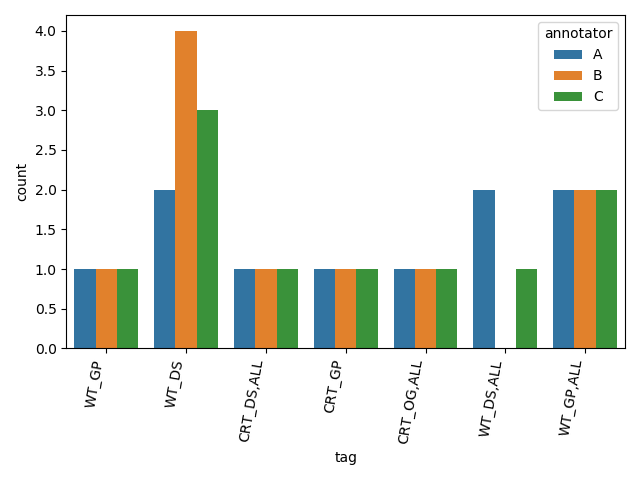 annotator
A
B
C
4.0
3.5
3.0
2.5
2.0
1.5
1.0
0.5
0.0
count
WT_GP
WT_DS
CRT_DS,ALL
CRT_GP
CRT_OG,ALL
WT_DS,ALL
WT_GP,ALL
tag